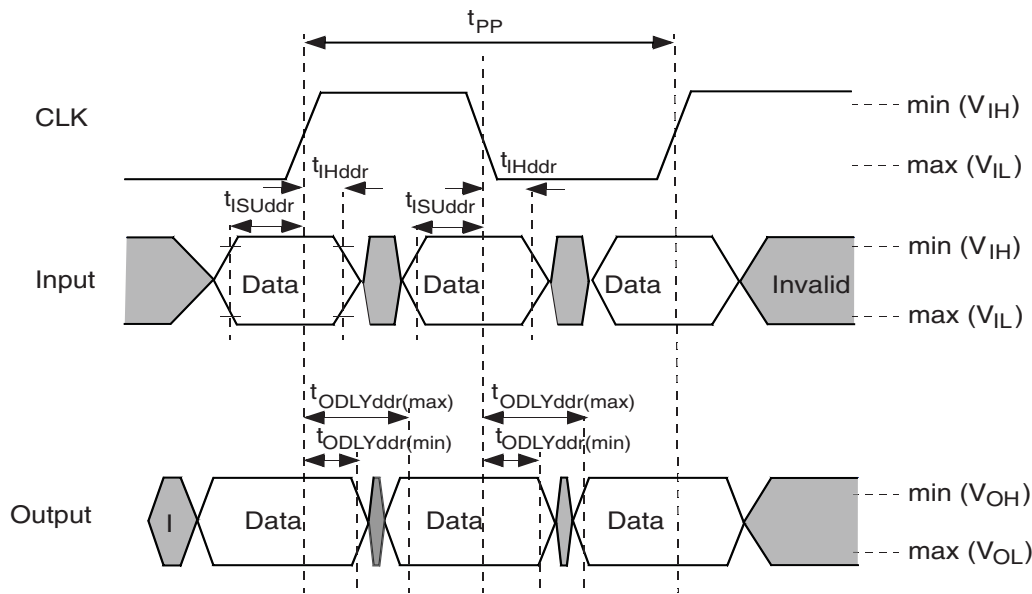 tPP
CLK
min (VIH)
max (VIL)
tIHddr tIHddr
tISUddr tISUddr
Input
Data Data Data Invalid
min (VIH)
max (VIL)
tODLYddr(max) tODLYddr(max)
tODLYddr(min) tODLYddr(min)
Output
I Data Data Data
min (VOH)
max (VOL)